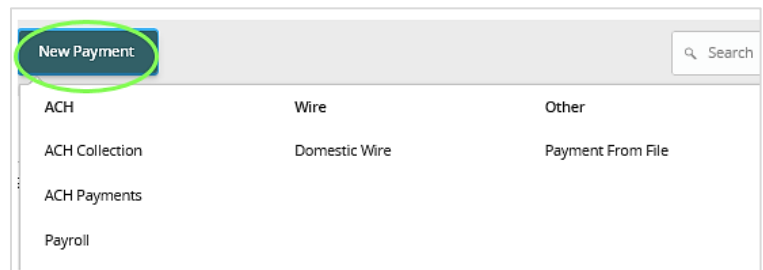 New Payment
Search
ACH Wire Other
ACH Collection Domestic Wire Payment From File
ACH Payments
Payroll